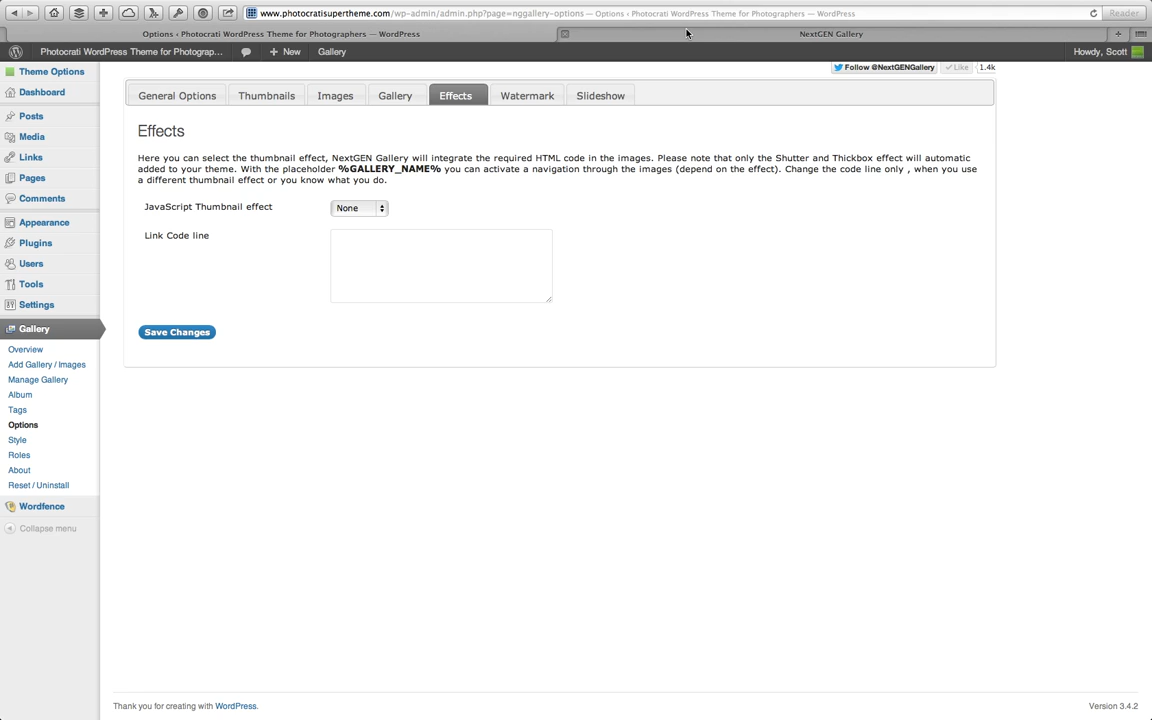 www.photocratisupertheme.com/wp-admin/admin.php?page=nggallery-options — Options ‹ Photocrati WordPress Theme for Photographers — WordPress
Reader
Options ‹ Photocrati WordPress Theme for Photographers — WordPress
NextGEN Gallery
Photocrati WordPress Theme for Photograp...
+ New
Gallery
Howdy, Scott
Theme Options
Dashboard
Posts
Media
Links
Pages
Comments
Appearance
Plugins
Users
Tools
Settings
Gallery
Overview
Add Gallery / Images
Manage Gallery
Album
Tags
Options
Style
Roles
About
Reset / Uninstall
Wordfence
Collapse menu
Follow @NextGENGallery
Like
1.4k
General Options
Thumbnails
Images
Gallery
Effects
Watermark
Slideshow
Effects
Here you can select the thumbnail effect, NextGEN Gallery will integrate the required HTML code in the images. Please note that only the Shutter and Thickbox effect will automatic
added to your theme. With the placeholder %GALLERY_NAME% you can activate a navigation through the images (depend on the effect). Change the code line only , when you use
a different thumbnail effect or you know what you do.
JavaScript Thumbnail effect
None
Link Code line
Save Changes
Thank you for creating with WordPress.
Version 3.4.2